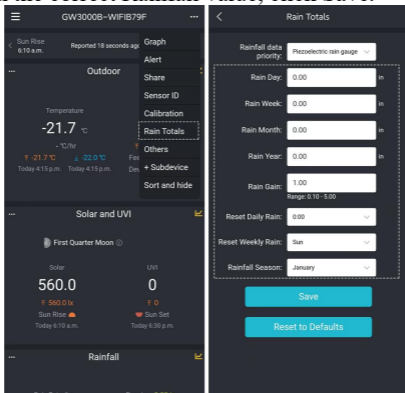 GW3000B-WIFIB79F
Sun Rise
6:10 a.m.
Reported 18 seconds ago
Graph
Alert
Share
Sensor ID
Calibration
Rain Totals
Others
+ Subdevice
Sort and hide
Outdoor
Temperature
-21.7 °C
- °C/hr
-21.7 °C
-22.0 °C
Today 4:15 p.m. Today 4:15 p.m.
Solar and UVI
First Quarter Moon
Solar
UVI
560.0
0
560.0 lx
0
Sun Rise
Sun Set
Today 6:10 a.m.
Today 6:30 p.m.
Rainfall
Rain Totals
Rainfall data
priority:
Piezoelectric rain gauge
Rain Day:
0.00
in
Rain Week:
0.00
in
Rain Month:
0.00
in
Rain Year:
0.00
in
Rain Gain:
1.00
Range: 0.10 - 5.00
Reset Daily Rain:
0:00
Reset Weekly Rain:
Sun
Rainfall Season:
January
Save
Reset to Defaults